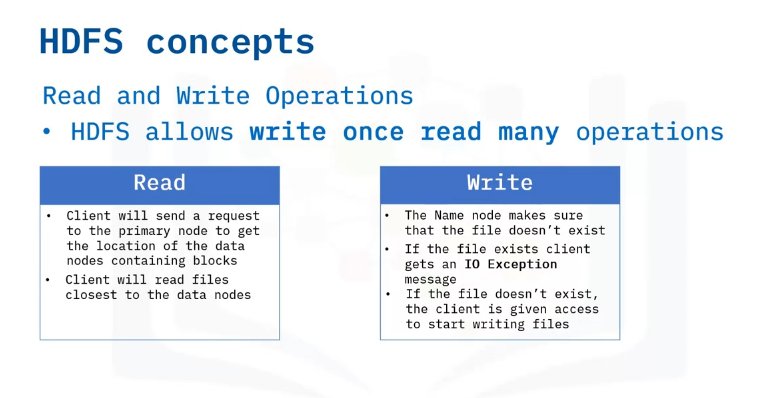 HDFS concepts
Read and Write Operations
• HDFS allows write once read many operations
Read
• Client will send a request
to the primary node to get
the location of the data
nodes containing blocks
• Client will read files
closest to the data nodes
Write
• The Name node makes sure
that the file doesn't exist
• If the file exists client
gets an IO Exception
message
• If the file doesn't exist,
the client is given access
to start writing files